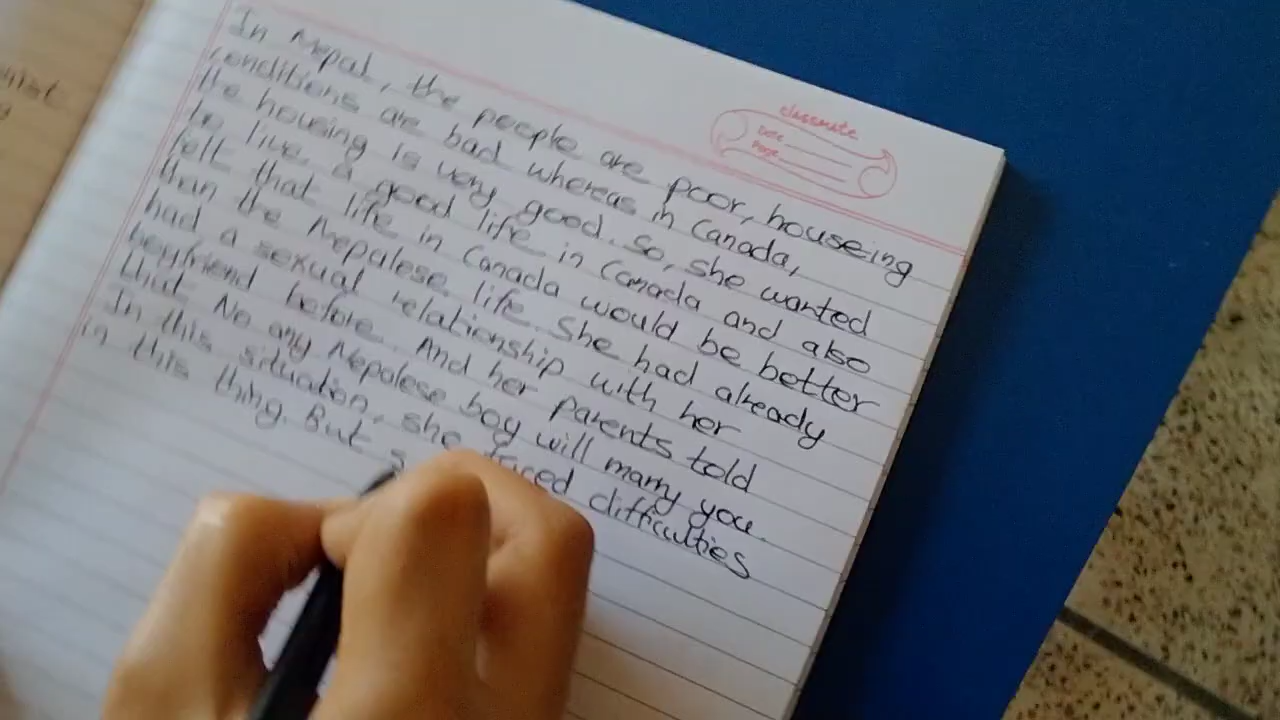 In Nepal, the people are poor, houseing
conditions are bad whereas in Canada,
the housing is very good. So, she wanted
to live a good life in Canada and also
felt that life in Canada would be better
than the Nepalese life. She had already
had a sexual relationship with her
boyfriend before. And her parents told
that No any Nepalese boy will marry you.
In this situation, she faced difficulties
in this thing. But s
classmate
Date
Page